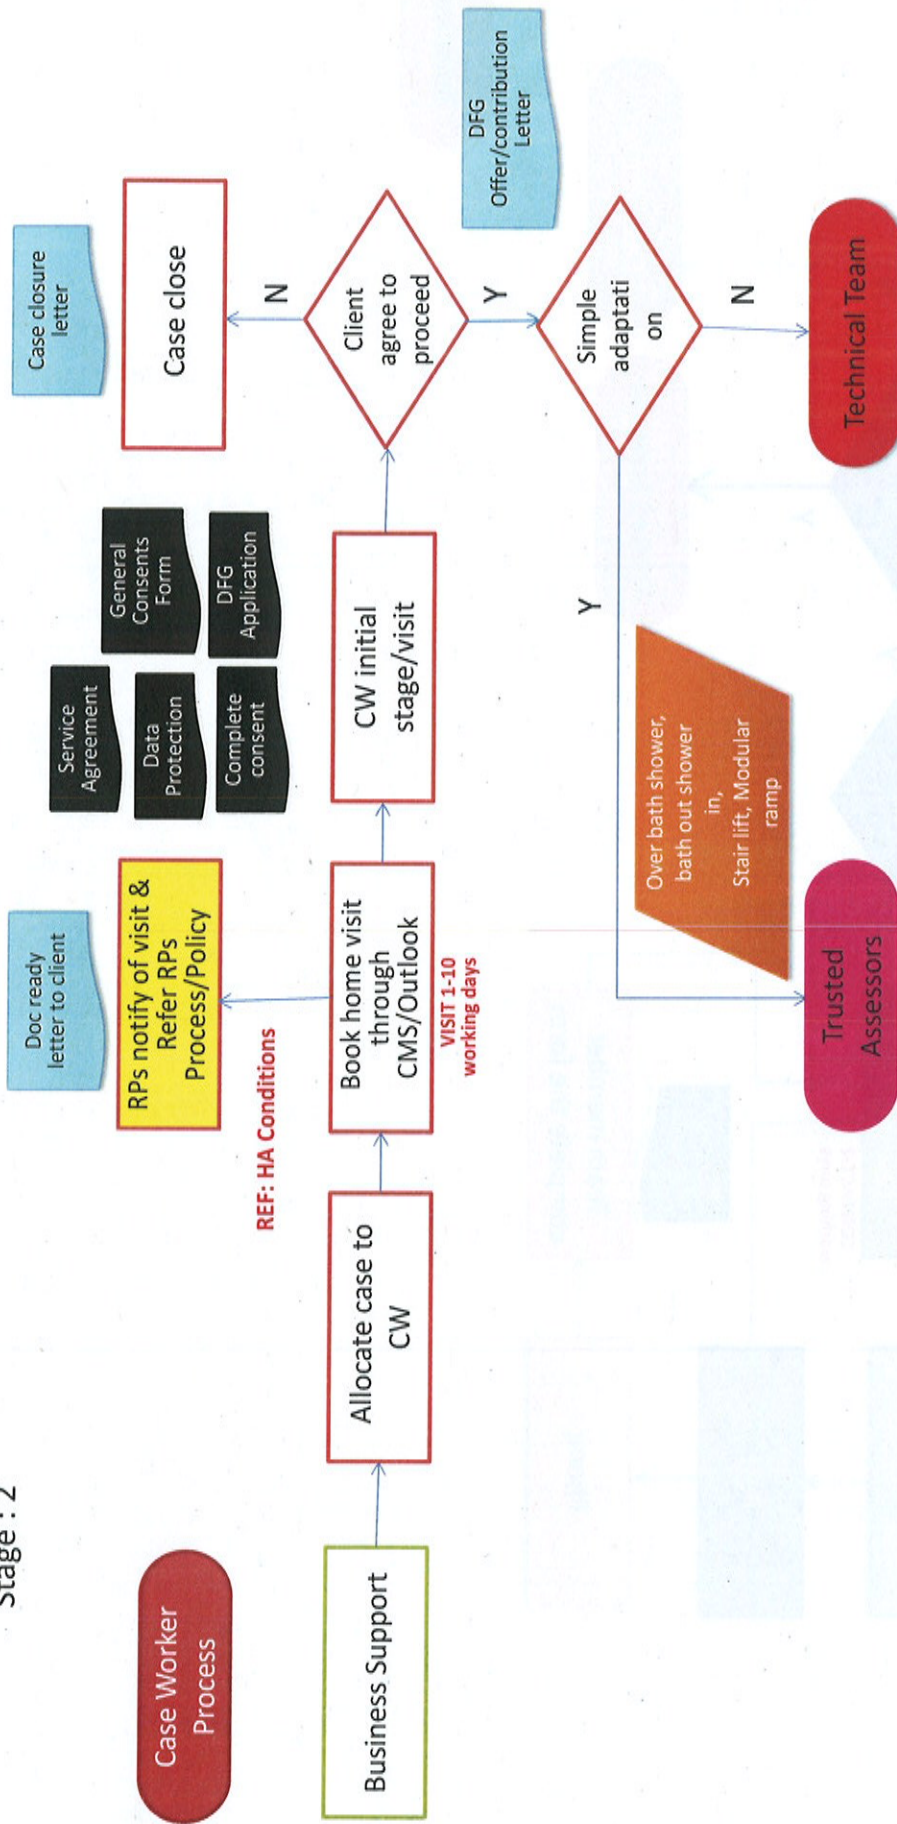 Stage : 2
Case Worker
Process
Business Support
Allocate case to
CW
REF: HA Conditions
Doc ready
letter to client
RPs notify of visit &
Refer RPs
Process/Policy
Book home visit
through
CMS/Outlook
VISIT 1-10
working days
Service
Agreement
Data
Protection
Complete
consent
General
Consents
Form
DFG
Application
CW initial
stage/visit
Case closure
letter
Case close
N
Client
agree to
proceed
Y
DFG
Offer/contribution
Letter
Simple
adaptati
on
N
Technical Team
Y
Over bath shower,
bath out shower
in,
Stair lift, Modular
ramp
Trusted
Assessors